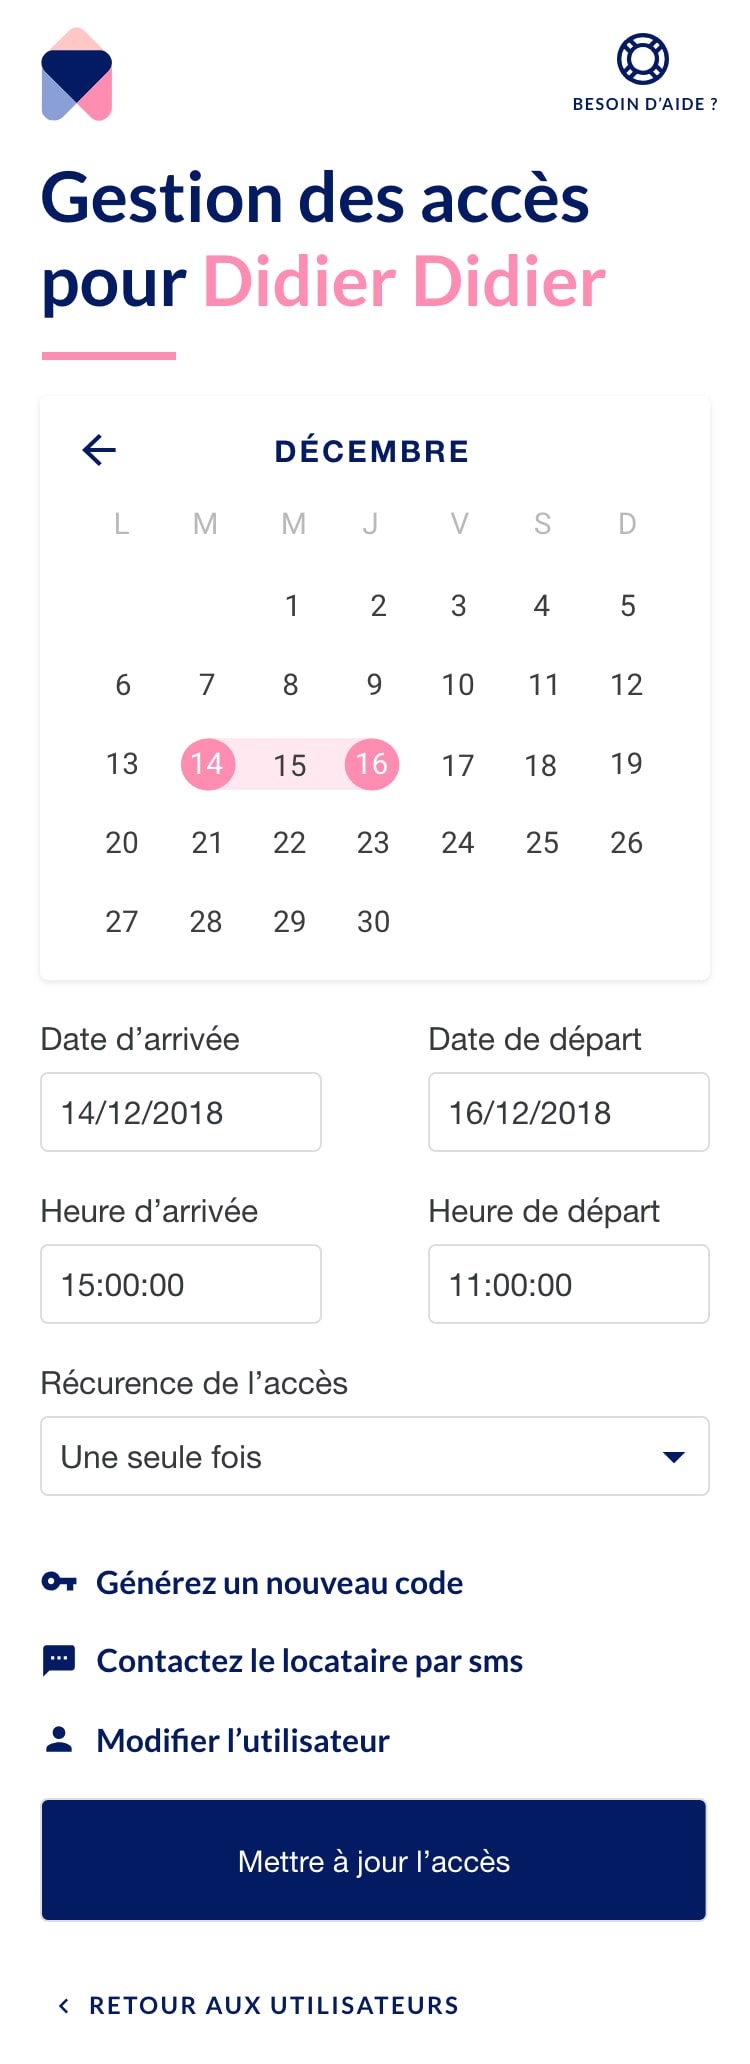 BESOIN D’AIDE ?
Gestion des accès
pour Didier Didier
DÉCEMBRE
L M M J V S D
1 2 3 4 5
6 7 8 9 10 11 12
13 14 15 16 17 18 19
20 21 22 23 24 25 26
27 28 29 30
Date d’arrivée Date de départ
14/12/2018 16/12/2018
Heure d’arrivée Heure de départ
15:00:00 11:00:00
Récurence de l’accès
Une seule fois
Générez un nouveau code
Contactez le locataire par sms
Modifier l’utilisateur
Mettre à jour l’accès
RETOUR AUX UTILISATEURS